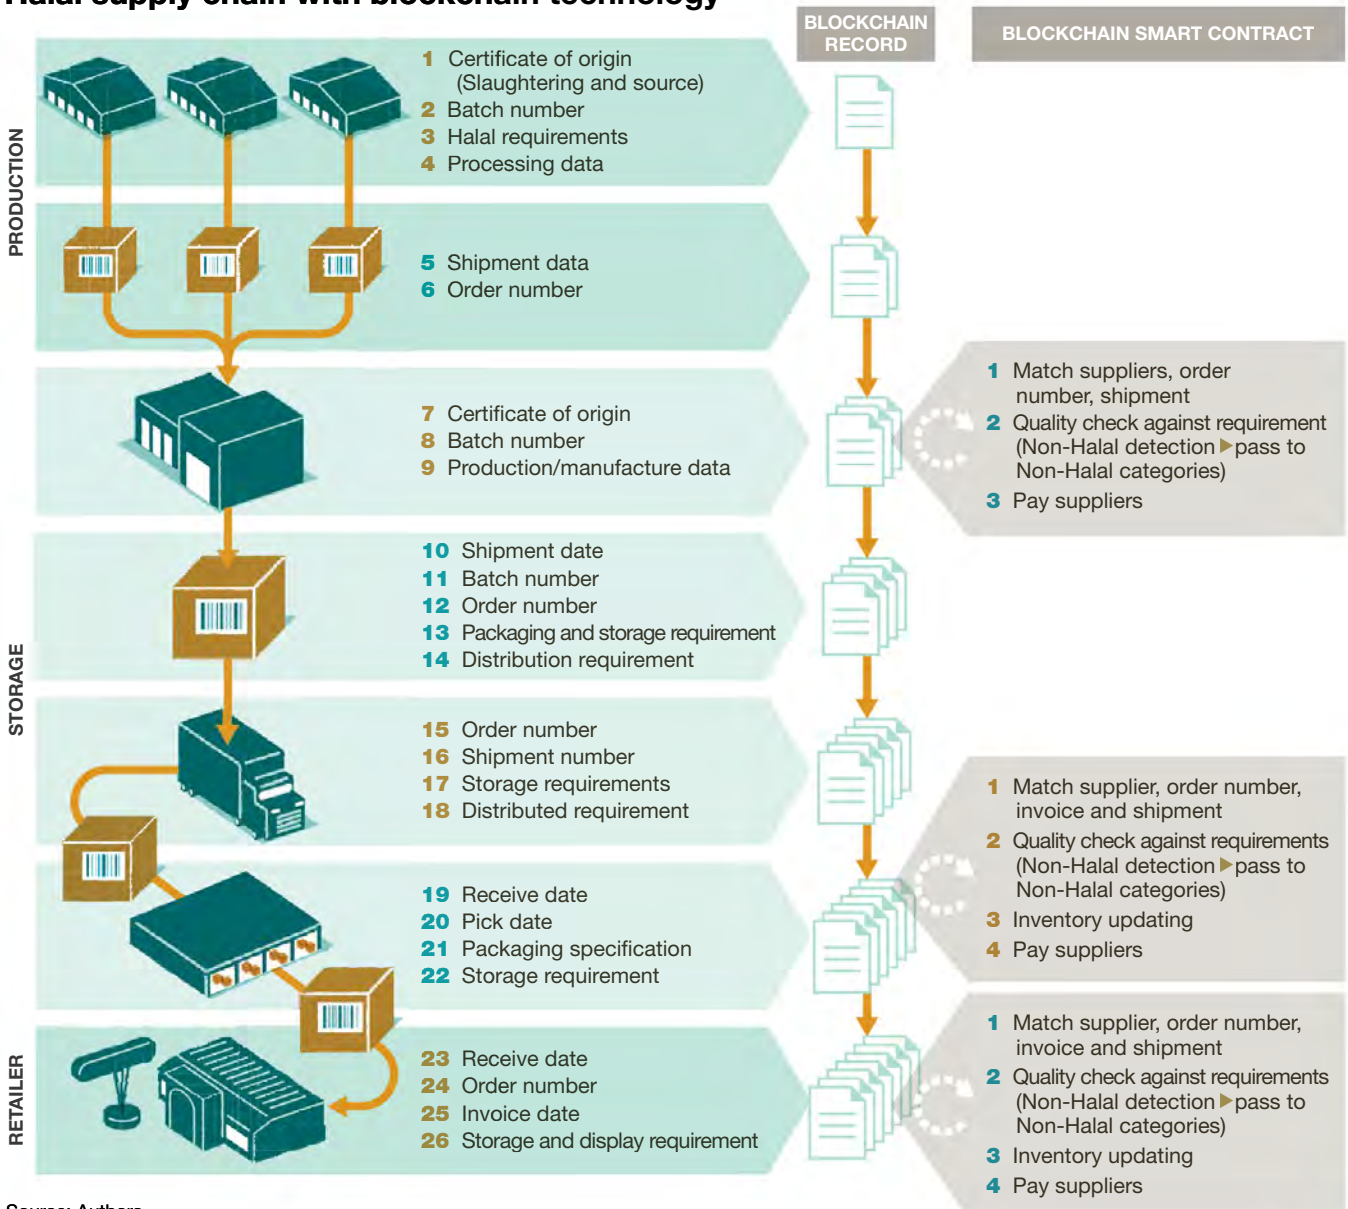 Halal supply chain with blockchain technology
BLOCKCHAIN
RECORD
BLOCKCHAIN SMART CONTRACT
PRODUCTION
1 Certificate of origin
(Slaughtering and source)
2 Batch number
3 Halal requirements
4 Processing data
5 Shipment data
6 Order number
7 Certificate of origin
8 Batch number
9 Production/manufacture data
1 Match suppliers, order
number, shipment
2 Quality check against requirement
(Non-Halal detection ▶ pass to
Non-Halal categories)
3 Pay suppliers
STORAGE
10 Shipment date
11 Batch number
12 Order number
13 Packaging and storage requirement
14 Distribution requirement
15 Order number
16 Shipment number
17 Storage requirements
18 Distributed requirement
19 Receive date
20 Pick date
21 Packaging specification
22 Storage requirement
1 Match supplier, order number,
invoice and shipment
2 Quality check against requirements
(Non-Halal detection ▶ pass to
Non-Halal categories)
3 Inventory updating
4 Pay suppliers
RETAILER
23 Receive date
24 Order number
25 Invoice date
26 Storage and display requirement
1 Match supplier, order number,
invoice and shipment
2 Quality check against requirements
(Non-Halal detection ▶ pass to
Non-Halal categories)
3 Inventory updating
4 Pay suppliers
Source: Authors